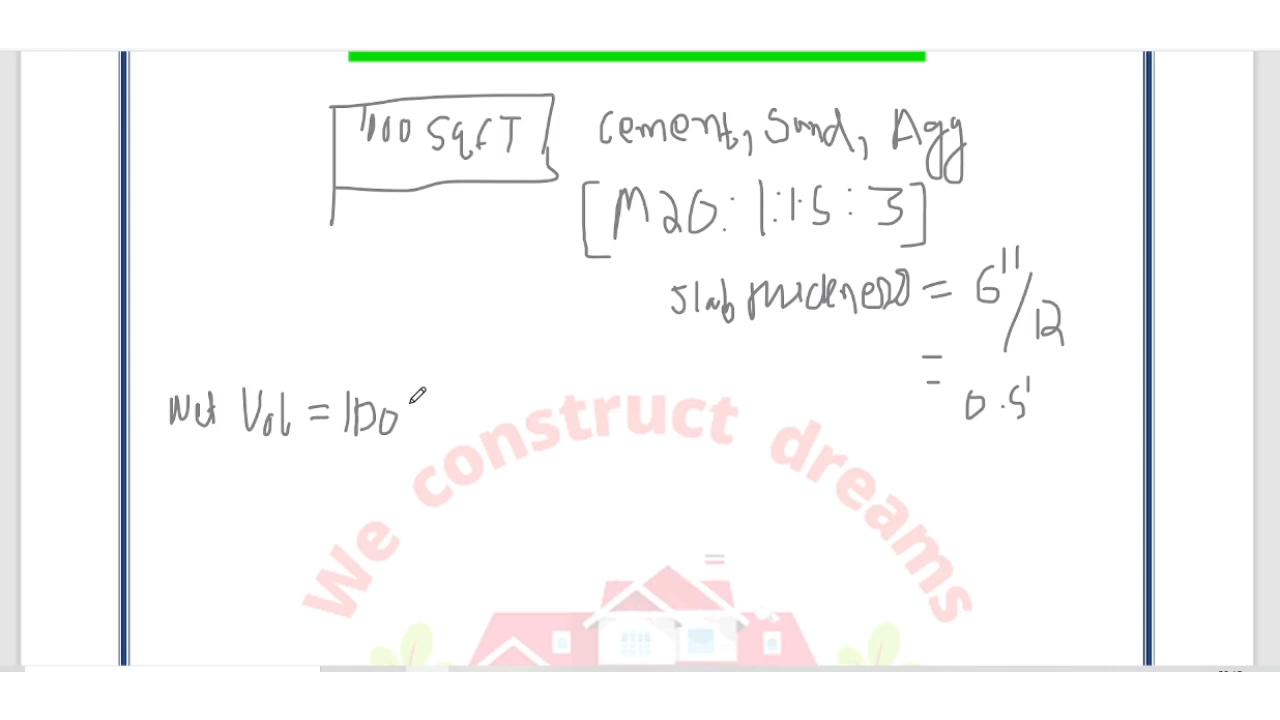 100 SqfT
Cement, Sand, Agg
[M20: 1:1.5:3]
Slab thickness = 6"/12
= 0.5'
Wet Vol = 100
We construct dreams